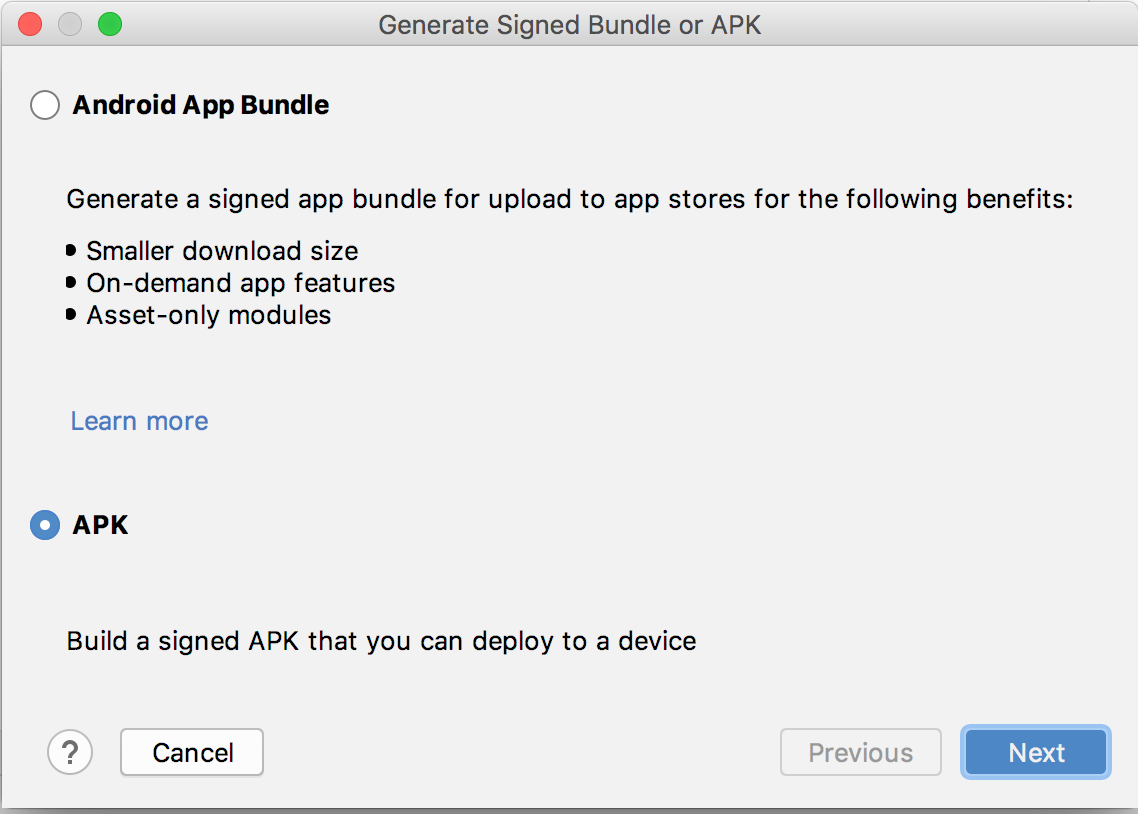 Generate Signed Bundle or APK
Android App Bundle
Generate a signed app bundle for upload to app stores for the following benefits:
• Smaller download size
• On-demand app features
• Asset-only modules
Learn more
APK
Build a signed APK that you can deploy to a device
? Cancel Previous Next